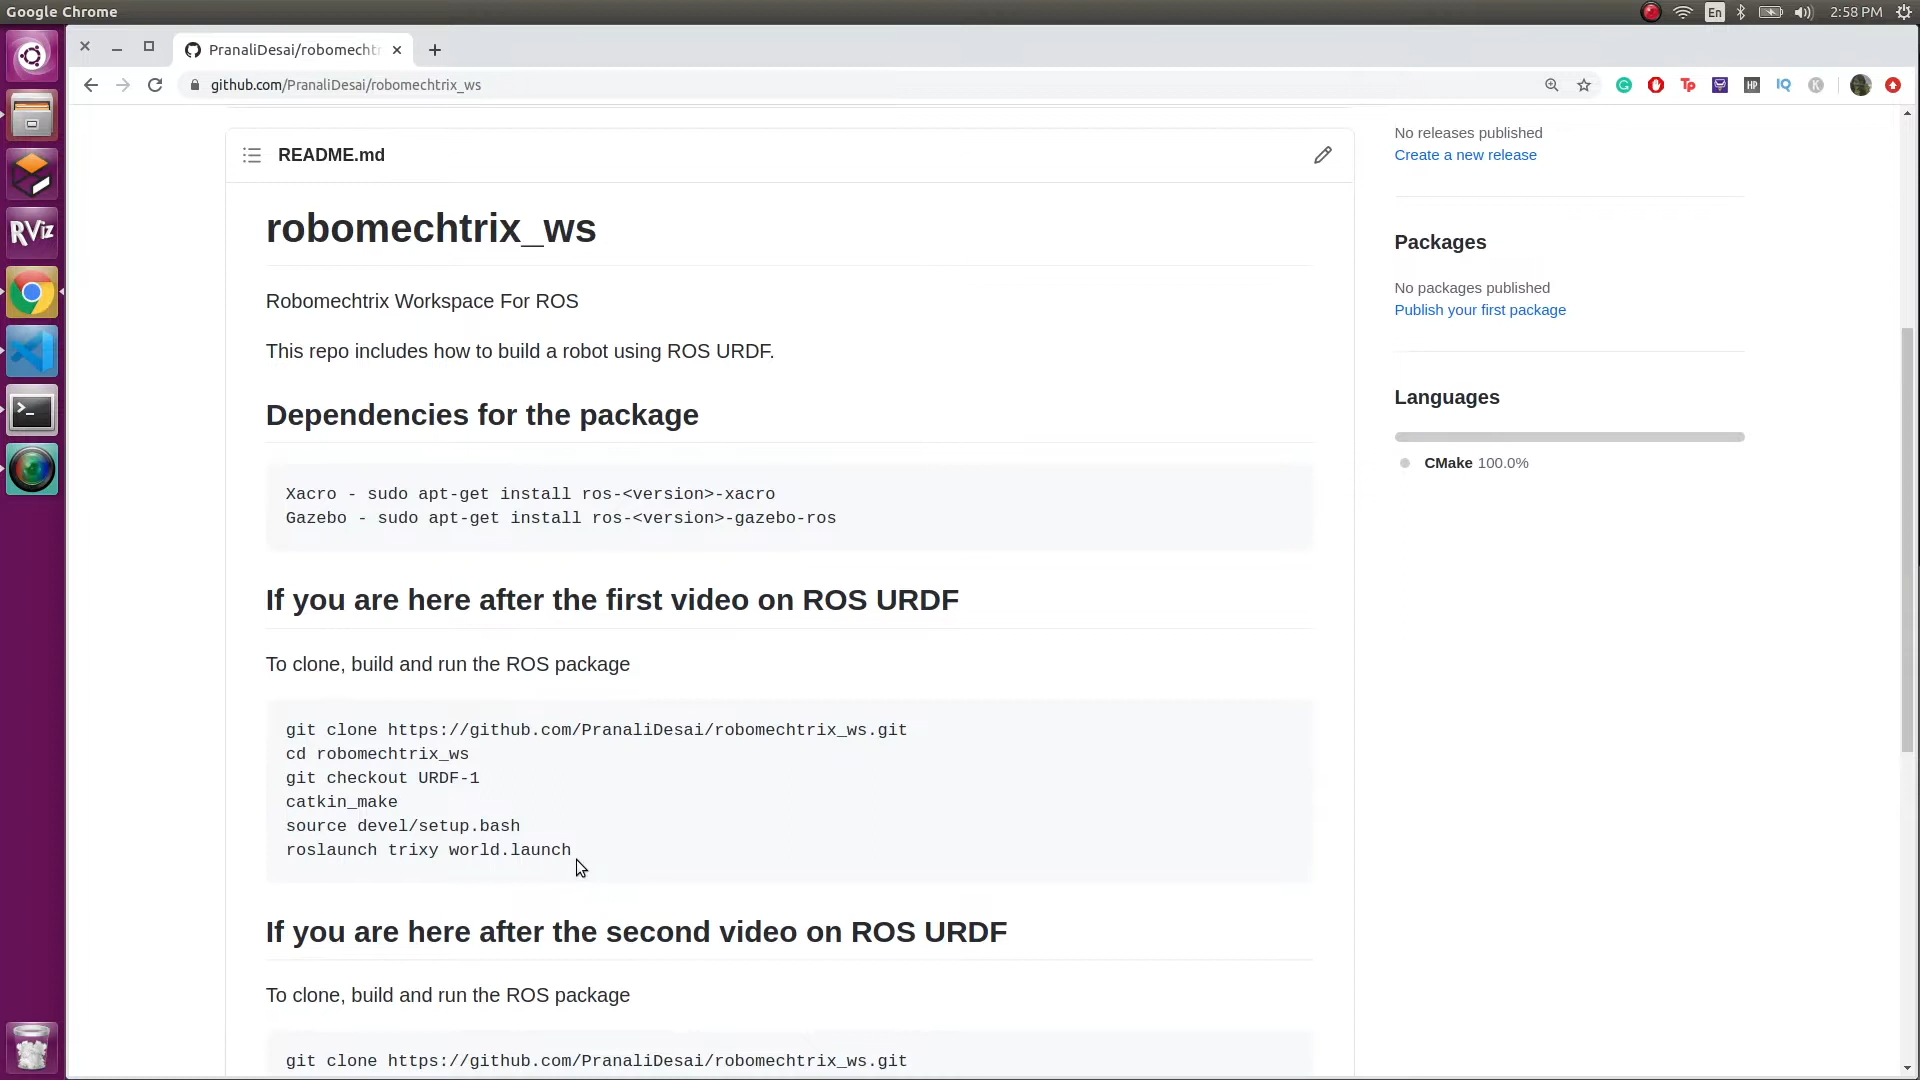 Google Chrome
En
2:58 PM
PranaliDesai/robomechtr
github.com/PranaliDesai/robomechtrix_ws
Tp
HP
IQ
K
RViz
README.md
robomechtrix_ws
Robomechtrix Workspace For ROS
This repo includes how to build a robot using ROS URDF.
Dependencies for the package
Xacro - sudo apt-get install ros-<version>-xacro
Gazebo - sudo apt-get install ros-<version>-gazebo-ros
If you are here after the first video on ROS URDF
To clone, build and run the ROS package
git clone https://github.com/PranaliDesai/robomechtrix_ws.git
cd robomechtrix_ws
git checkout URDF-1
catkin_make
source devel/setup.bash
roslaunch trixy world.launch
If you are here after the second video on ROS URDF
To clone, build and run the ROS package
git clone https://github.com/PranaliDesai/robomechtrix_ws.git
No releases published
Create a new release
Packages
No packages published
Publish your first package
Languages
CMake 100.0%